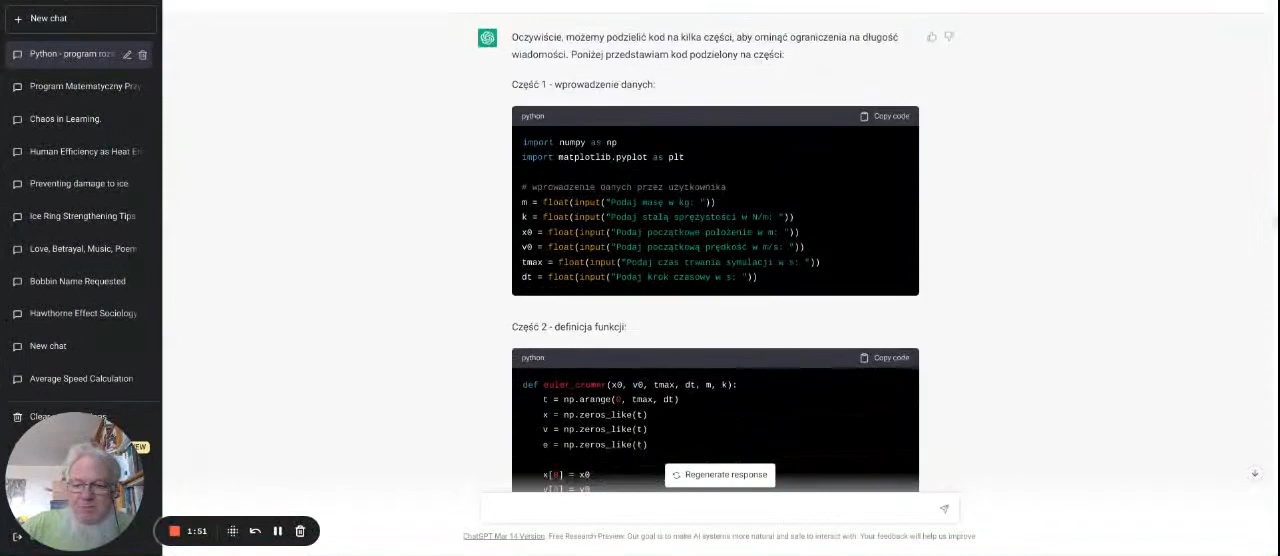 New chat
Python - program rozs
Program Matematyczny Przy
Chaos in Learning.
Human Efficiency as Heat En
Preventing damage to ice
Ice Ring Strengthening Tips
Love, Betrayal, Music, Poem
Bobbin Name Requested
Hawthorne Effect Sociology
New chat
Average Speed Calculation
1:51
Oczywiście, możemy podzielić kod na kilka części, aby ominąć ograniczenia na długość
wiadomości. Poniżej przedstawiam kod podzielony na części:
Część 1 - wprowadzenie danych:
python Copy code
import numpy as np
import matplotlib.pyplot as plt
# wprowadzenie danych przez użytkownika
m = float(input("Podaj masę w kg: "))
k = float(input("Podaj stałą sprężystości w N/m: "))
x0 = float(input("Podaj początkowe położenie w m: "))
v0 = float(input("Podaj początkową prędkość w m/s: "))
tmax = float(input("Podaj czas trwania symulacji w s: "))
dt = float(input("Podaj krok czasowy w s: "))
Część 2 - definicja funkcji:
python Copy code
def euler_cromer(x0, v0, tmax, dt, m, k):
t = np.arange(0, tmax, dt)
x = np.zeros_like(t)
v = np.zeros_like(t)
e = np.zeros_like(t)
x[0] = x0
v[0] = v0
Regenerate response
ChatGPT Mar 14 Version. Free Research Preview. Our goal is to make AI systems more natural and safe to interact with. Your feedback will help us improve